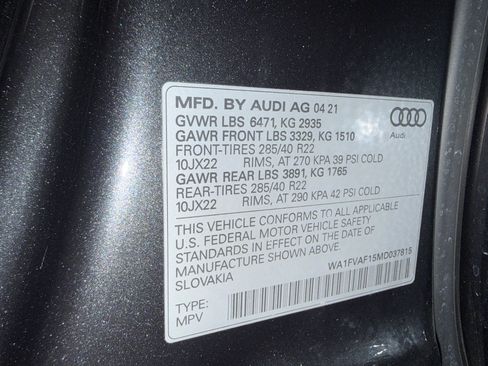 MFD. BY AUDI AG 04 21
GVWR LBS 6471, KG 2935
GAWR FRONT LBS 3329, KG 1510
FRONT-TIRES 285/40 R22
10JX22 RIMS, AT 270 KPA 39 PSI COLD
GAWR REAR LBS 3891, KG 1765
REAR-TIRES 285/40 R22
10JX22 RIMS, AT 290 KPA 42 PSI COLD
THIS VEHICLE CONFORMS TO ALL APPLICABLE
U.S. FEDERAL MOTOR VEHICLE SAFETY
STANDARDS IN EFFECT ON THE DATE OF
MANUFACTURE SHOWN ABOVE. MADE IN
SLOVAKIA
WA1FVAF15MD037815
TYPE:
MPV
Audi